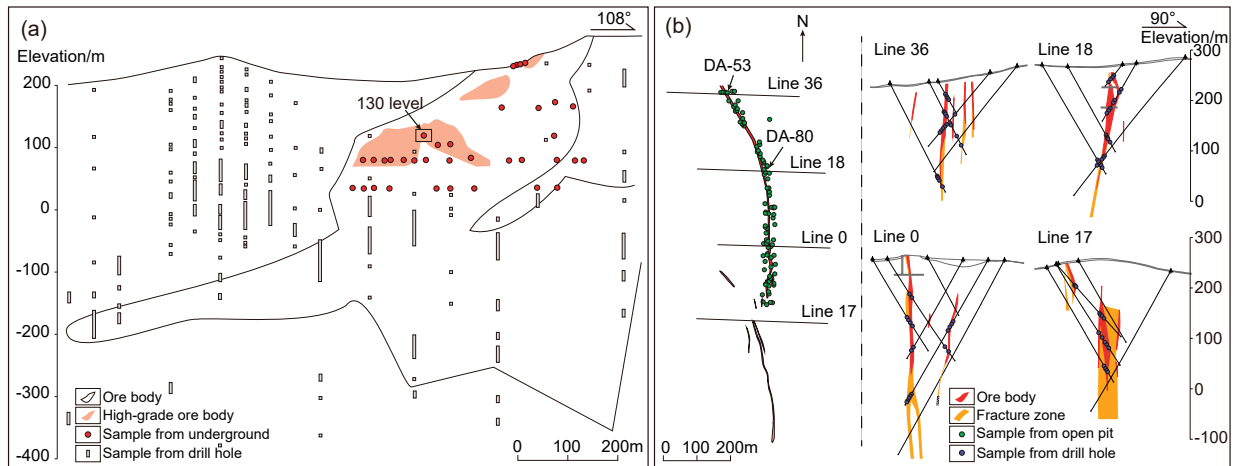 (a)
108°
Elevation/m
200
100
0
-100
-200
-300
-400
130 level
Ore body
High-grade ore body
Sample from underground
Sample from drill hole
0 100 200m
(b)
N
DA-53
Line 36
DA-80
Line 18
Line 0
Line 17
0 100 200m
90°
Elevation/m
Line 36
Line 18
300
200
100
0
Line 0
Line 17
300
200
100
0
-100
Ore body
Fracture zone
Sample from open pit
Sample from drill hole